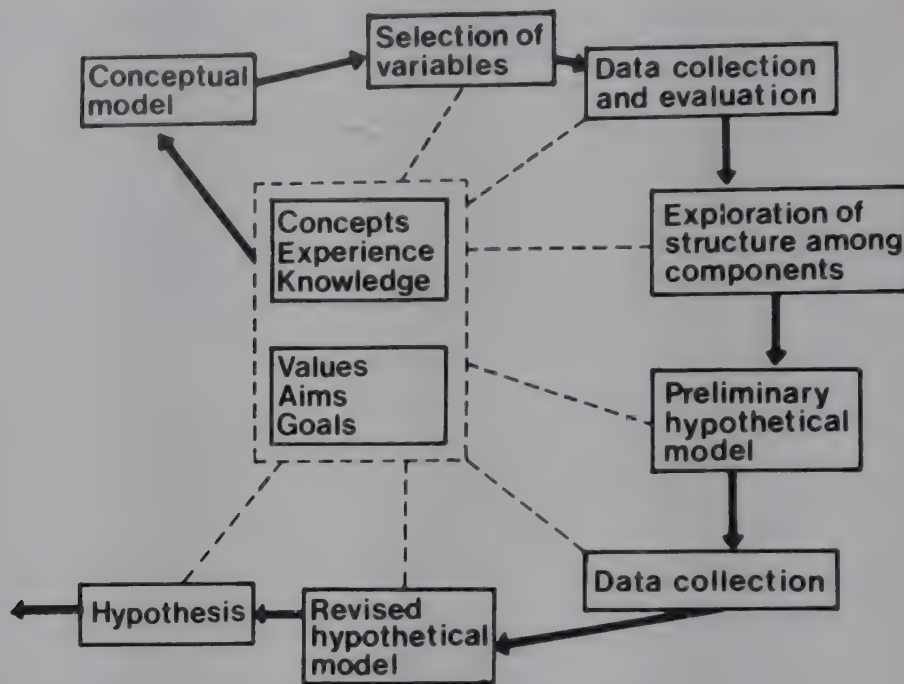 Conceptual
model
Selection of
variables
Data collection
and evaluation
Exploration of
structure among
components
Preliminary
hypothetical
model
Data collection
Revised
hypothetical
model
Hypothesis
Concepts
Experience
Knowledge
Values
Aims
Goals